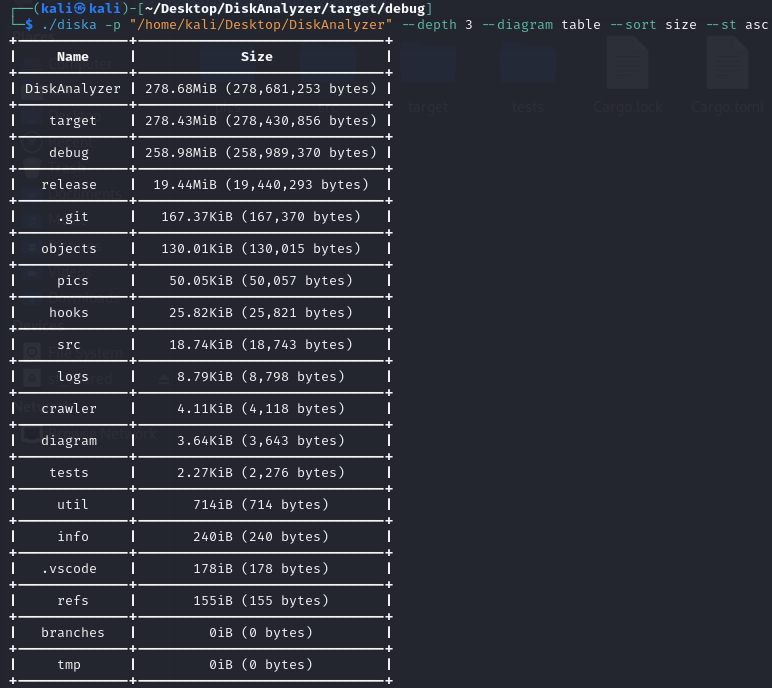 ┌──(kali㉿kali)-[~/Desktop/DiskAnalyzer/target/debug]
└─$ ./diska -p "/home/kali/Desktop/DiskAnalyzer" --depth 3 --diagram table --sort size --st asc
Name | Size
DiskAnalyzer | 278.68MiB (278,681,253 bytes)
target | 278.43MiB (278,430,856 bytes)
debug | 258.98MiB (258,989,370 bytes)
release | 19.44MiB (19,440,293 bytes)
.git | 167.37KiB (167,370 bytes)
objects | 130.01KiB (130,015 bytes)
pics | 50.05KiB (50,057 bytes)
hooks | 25.82KiB (25,821 bytes)
src | 18.74KiB (18,743 bytes)
logs | 8.79KiB (8,798 bytes)
crawler | 4.11KiB (4,118 bytes)
diagram | 3.64KiB (3,643 bytes)
tests | 2.27KiB (2,276 bytes)
util | 714iB (714 bytes)
info | 240iB (240 bytes)
.vscode | 178iB (178 bytes)
refs | 155iB (155 bytes)
branches | 0iB (0 bytes)
tmp | 0iB (0 bytes)
target
tests
Cargo.lock
Cargo.toml